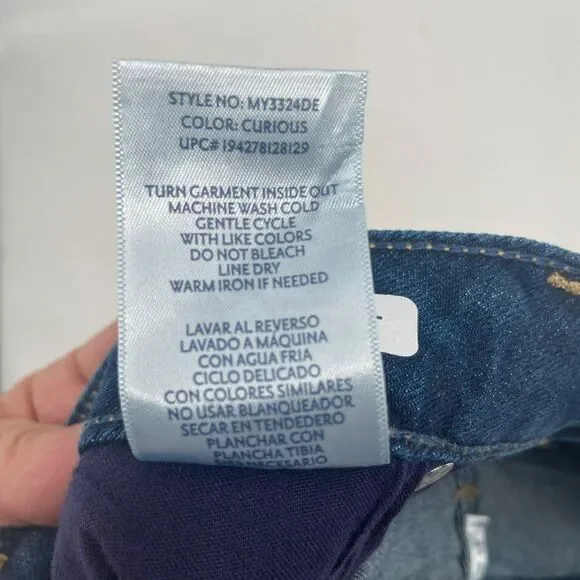 STYLE NO: MY3324DE
COLOR: CURIOUS
UPC# 194278128129
TURN GARMENT INSIDE OUT
MACHINE WASH COLD
GENTLE CYCLE
WITH LIKE COLORS
DO NOT BLEACH
LINE DRY
WARM IRON IF NEEDED
LAVAR AL REVERSO
LAVADO A MÁQUINA
CON AGUA FRIA
CICLO DELICADO
CON COLORES SIMILARES
NO USAR BLANQUEADOR
SECAR EN TENDEDERO
PLANCHAR CON
PLANCHA TIBIA
NECESARIO